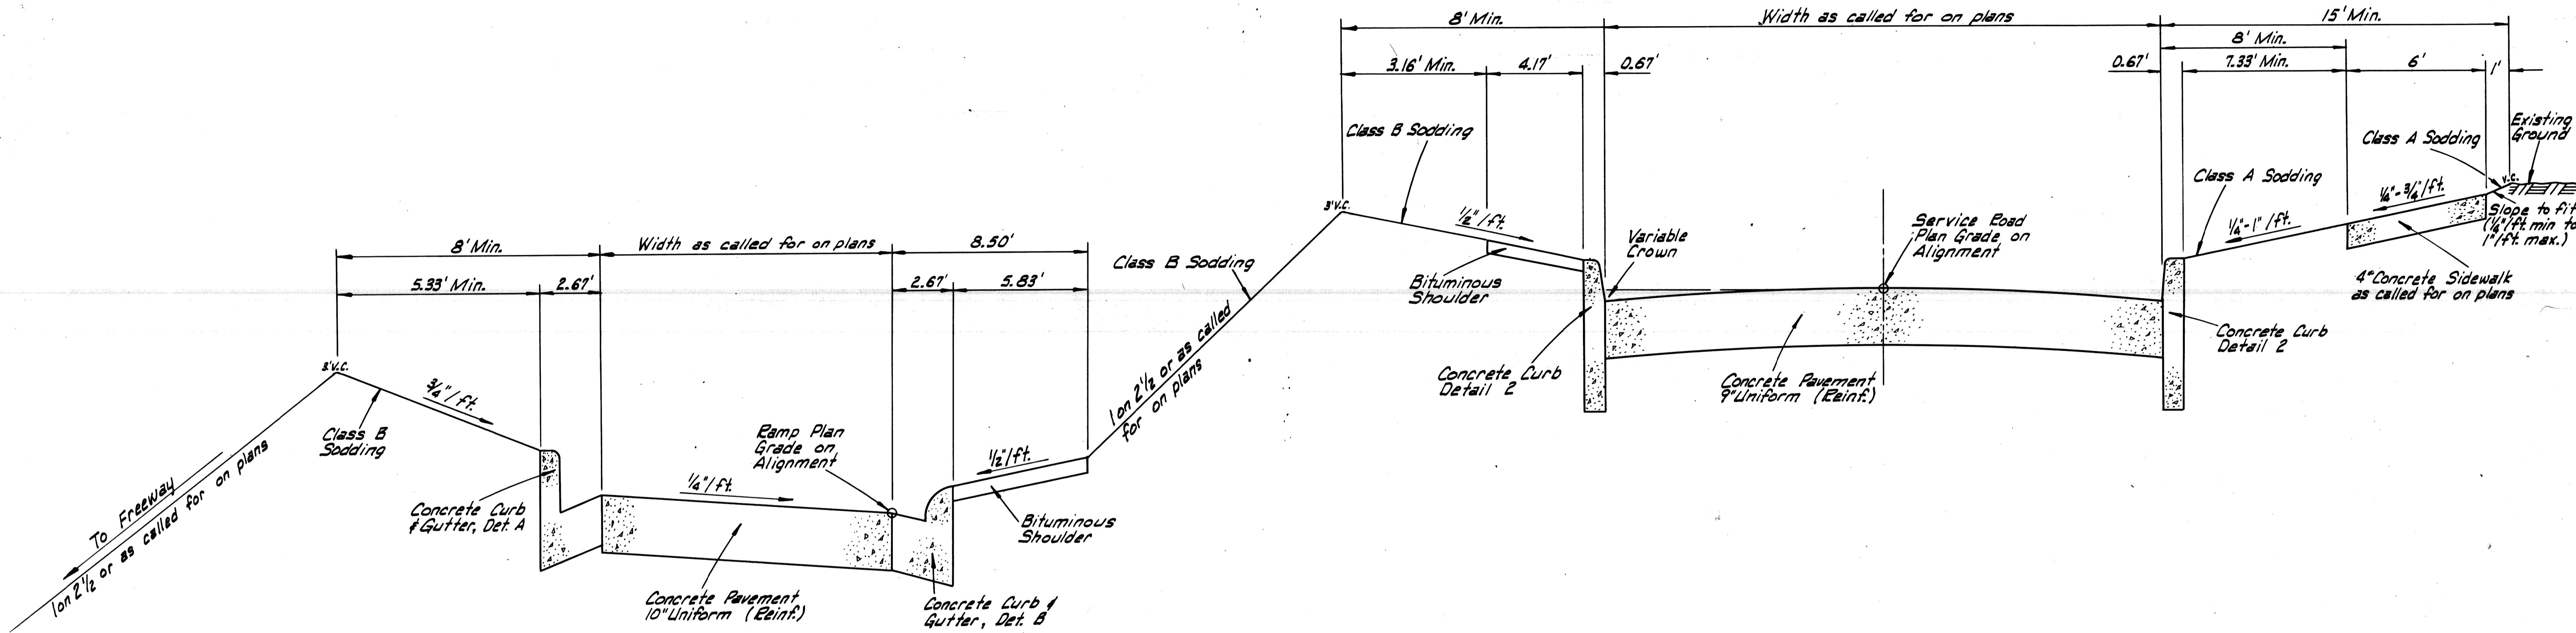 8' Min.
Width as called for on plans
15' Min.
8' Min.
3.16' Min.
4.17'
0.67'
0.67'
7.33' Min.
6'
1'
Class B Sodding
3' V.C.
1/2"/ft.
Bituminous
Shoulder
Variable
Crown
Service Road
Plan Grade on
Alignment
Class A Sodding
Class A Sodding
Existing
Ground
V.C.
1/4"-3/4"/ft.
1/4"-1"/ft.
Slope to fit
(1/4"/ft. min to
1"/ft. max.)
4" Concrete Sidewalk
as called for on plans
Concrete Curb
Detail 2
Concrete Pavement
9" Uniform (Reinf.)
Concrete Curb
Detail 2
8' Min.
Width as called for on plans
8.50'
5.33' Min.
2.67'
2.67'
5.83'
Class B Sodding
1 on 2 1/2 or as called
for on plans
3' V.C.
3/4"/ft.
Class B
Sodding
To Freeway
1 on 2 1/2 or as called for on plans
Concrete Curb
& Gutter, Det. A
1/4"/ft.
Ramp Plan
Grade on
Alignment
1/2"/ft.
Bituminous
Shoulder
Concrete Pavement
10" Uniform (Reinf.)
Concrete Curb &
Gutter, Det. B